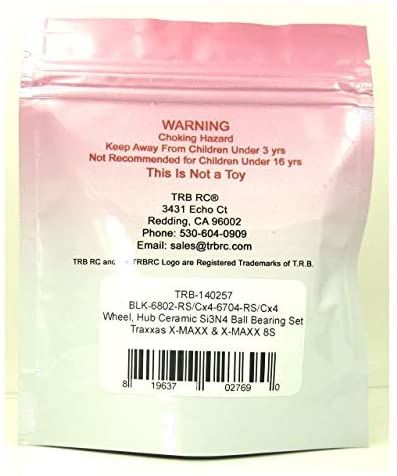 WARNING
Choking Hazard
Keep Away From Children Under 3 yrs
Not Recommended for Children Under 16 yrs
This Is Not a Toy
TRB RC®
3431 Echo Ct
Redding, CA 96002
Phone: 530-604-0909
Email: sales@trbrc.com
TRB RC and TRBRC Logo are Registered Trademarks of T.R.B.
TRB-140257
BLK-6802-RS/Cx4-6704-RS/Cx4
Wheel, Hub Ceramic Si3N4 Ball Bearing Set
Traxxas X-MAXX & X-MAXX 8S
8 19637 02769 0